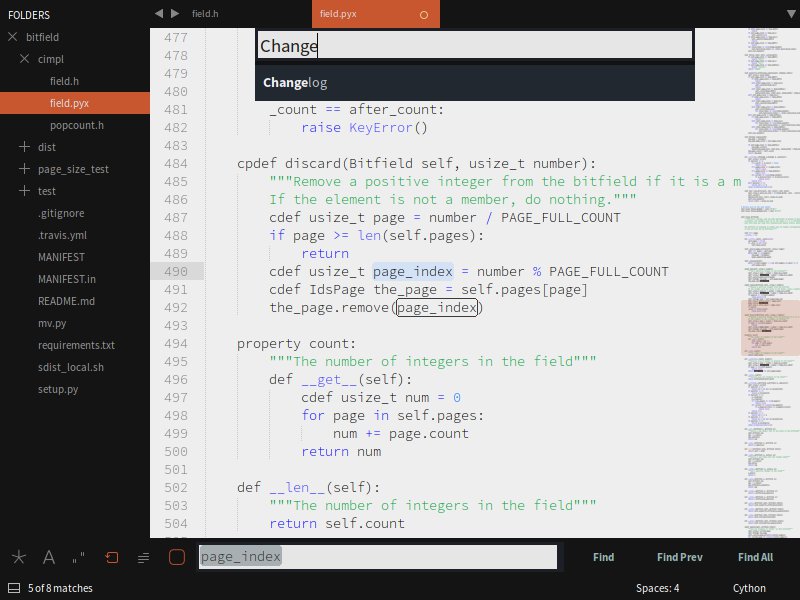 FOLDERS
bitfield
cimpl
field.h
field.pyx
popcount.h
dist
page_size_test
test
.gitignore
.travis.yml
MANIFEST
MANIFEST.in
README.md
mv.py
requirements.txt
sdist_local.sh
setup.py
field.h
field.pyx
Change
Changelog
477
478
479
480
481 _count == after_count:
482 raise KeyError()
483
484 cpdef discard(Bitfield self, usize_t number):
485 """Remove a positive integer from the bitfield if it is a m
486 If the element is not a member, do nothing."""
487 cdef usize_t page = number / PAGE_FULL_COUNT
488 if page >= len(self.pages):
489 return
490 cdef usize_t page_index = number % PAGE_FULL_COUNT
491 cdef IdsPage the_page = self.pages[page]
492 the_page.remove(page_index)
493
494 property count:
495 """The number of integers in the field"""
496 def __get__(self):
497 cdef usize_t num = 0
498 for page in self.pages:
499 num += page.count
500 return num
501
502 def __len__(self):
503 """The number of integers in the field"""
504 return self.count
page_index
Find
Find Prev
Find All
5 of 8 matches
Spaces: 4
Cython